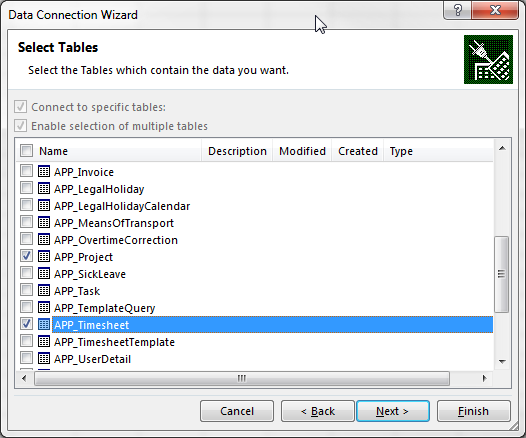 Data Connection Wizard
Select Tables
Select the Tables which contain the data you want.
Connect to specific tables:
Enable selection of multiple tables
Name Description Modified Created Type
APP_Invoice
APP_LegalHoliday
APP_LegalHolidayCalendar
APP_MeansOfTransport
APP_OvertimeCorrection
APP_Project
APP_SickLeave
APP_Task
APP_TemplateQuery
APP_Timesheet
APP_TimesheetTemplate
APP_UserDetail
Cancel < Back Next > Finish